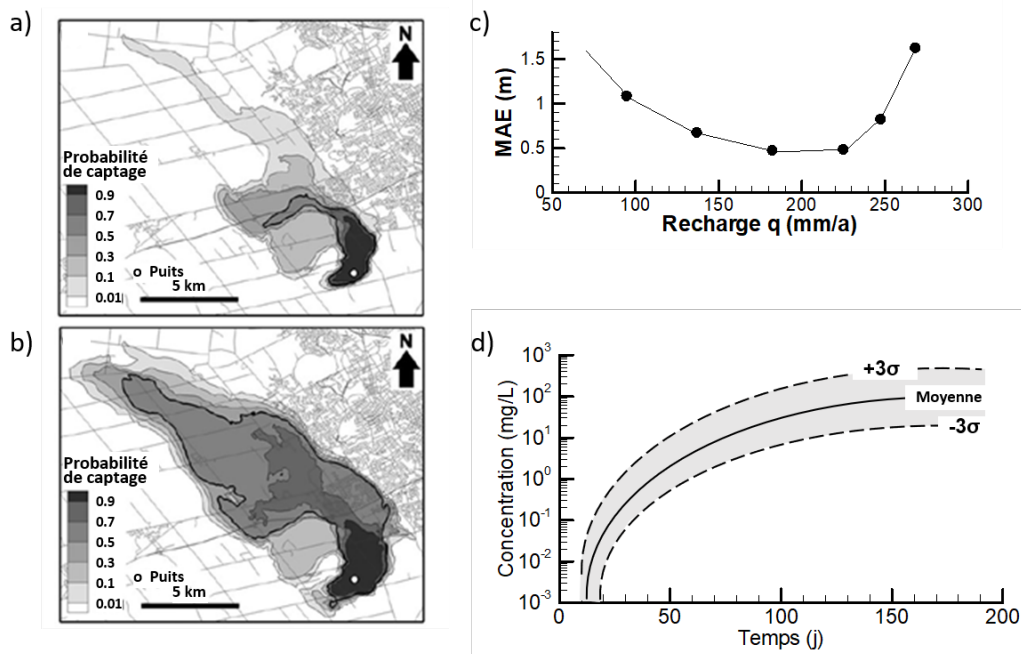 a)
N
Probabilité
de captage
0.9
0.7
0.5
0.3
0.1
0.01
Puits
5 km
b)
N
Probabilité
de captage
0.9
0.7
0.5
0.3
0.1
0.01
Puits
5 km
c)
MAE (m)
1.5
1
0.5
0
50 100 150 200 250 300
Recharge q (mm/a)
d)
Concentration (mg/L)
10³
10²
10¹
10⁰
10⁻¹
10⁻²
10⁻³
+3σ
Moyenne
-3σ
0 50 100 150 200
Temps (j)